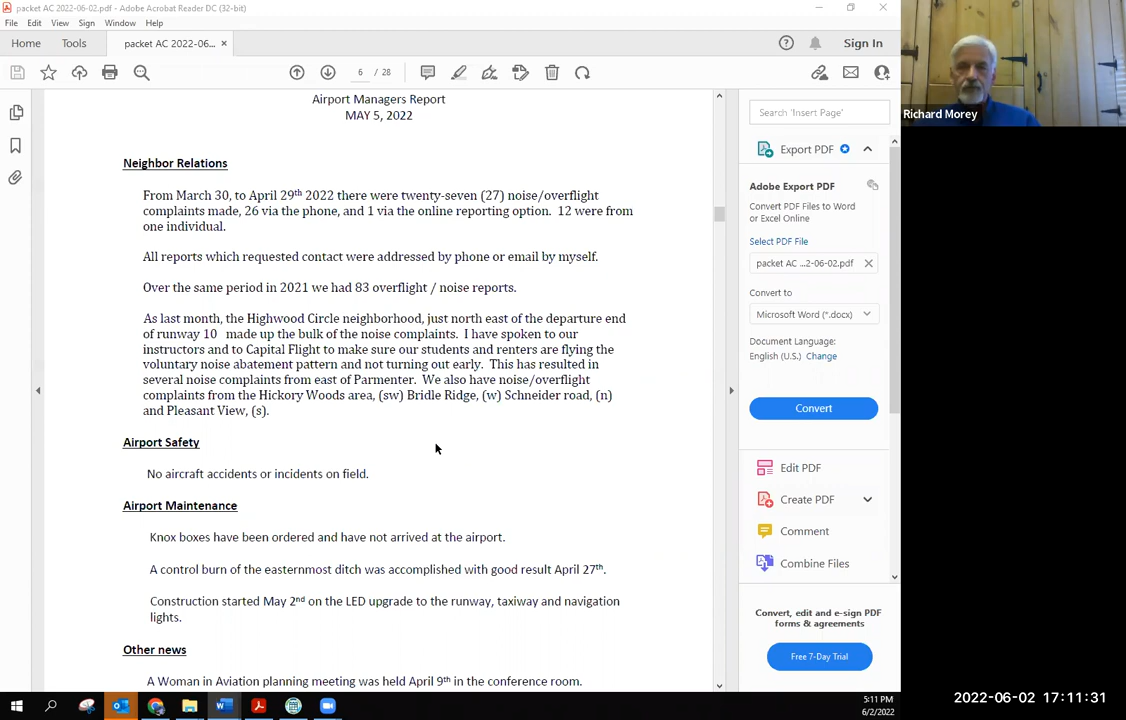 packet AC 2022-06-02.pdf - Adobe Acrobat Reader DC (32-bit)
File Edit View Sign Window Help
Home Tools packet AC 2022-06... × Sign In
6 / 28
Airport Managers Report
MAY 5, 2022
Neighbor Relations
From March 30, to April 29th 2022 there were twenty-seven (27) noise/overflight
complaints made, 26 via the phone, and 1 via the online reporting option. 12 were from
one individual.
All reports which requested contact were addressed by phone or email by myself.
Over the same period in 2021 we had 83 overflight / noise reports.
As last month, the Highwood Circle neighborhood, just north east of the departure end
of runway 10 made up the bulk of the noise complaints. I have spoken to our
instructors and to Capital Flight to make sure our students and renters are flying the
voluntary noise abatement pattern and not turning out early. This has resulted in
several noise complaints from east of Parmenter. We also have noise/overflight
complaints from the Hickory Woods area, (sw) Bridle Ridge, (w) Schneider road, (n)
and Pleasant View, (s).
Airport Safety
No aircraft accidents or incidents on field.
Airport Maintenance
Knox boxes have been ordered and have not arrived at the airport.
A control burn of the easternmost ditch was accomplished with good result April 27th.
Construction started May 2nd on the LED upgrade to the runway, taxiway and navigation
lights.
Other news
A Woman in Aviation planning meeting was held April 9th in the conference room.
Search 'Insert Page'
Export PDF
Adobe Export PDF
Convert PDF Files to Word
or Excel Online
Select PDF File
packet AC ...2-06-02.pdf
Convert to
Microsoft Word (*.docx)
Document Language:
English (U.S.) Change
Convert
Edit PDF
Create PDF
Comment
Combine Files
Convert, edit and e-sign PDF
forms & agreements
Free 7-Day Trial
Richard Morey
5:11 PM
6/2/2022
2022-06-02 17:11:31